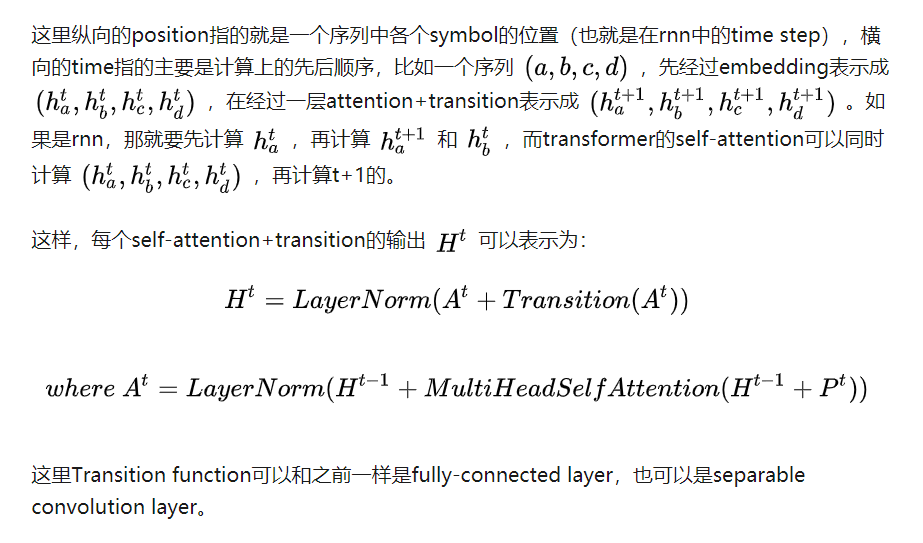 这里纵向的position指的就是一个序列中各个symbol的位置（也就是在rnn中的time step），横
向的time指的主要是计算上的先后顺序，比如一个序列 $(a, b, c, d)$ ，先经过embedding表示成
$(h_a^t, h_b^t, h_c^t, h_d^t)$ ，在经过一层attention+transition表示成 $(h_a^{t+1}, h_b^{t+1}, h_c^{t+1}, h_d^{t+1})$ 。如
果是rnn，那就要先计算 $h_a^t$ ，再计算 $h_a^{t+1}$ 和 $h_b^t$ ，而transformer的self-attention可以同时
计算 $(h_a^t, h_b^t, h_c^t, h_d^t)$ ，再计算t+1的。
这样，每个self-attention+transition的输出 $H^t$ 可以表示为：
$H^t = LayerNorm(A^t + Transition(A^t))$
$where\ A^t = LayerNorm(H^{t-1} + MultiHeadSelfAttention(H^{t-1} + P^t))$
这里Transition function可以和之前一样是fully-connected layer，也可以是separable
convolution layer。